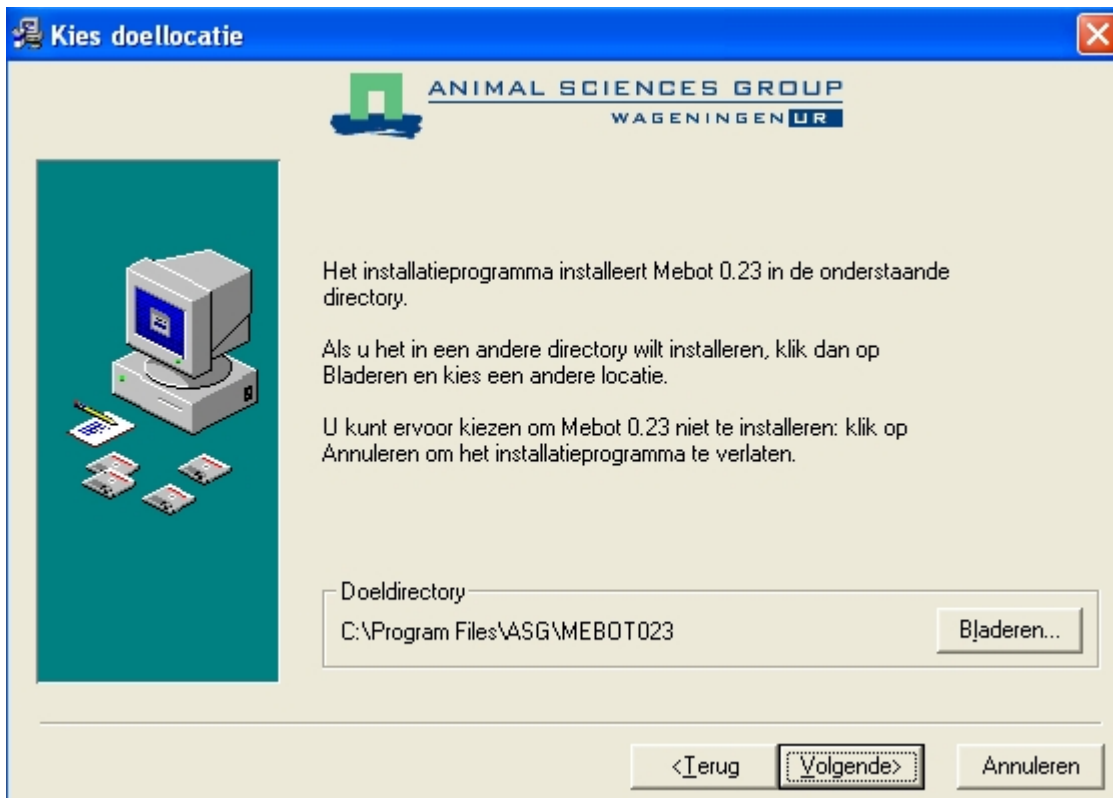 Kies doellocatie
ANIMAL SCIENCES GROUP
WAGENINGEN UR
Het installatieprogramma installeert Mebot 0.23 in de onderstaande
directory.
Als u het in een andere directory wilt installeren, klik dan op
Bladeren en kies een andere locatie.
U kunt ervoor kiezen om Mebot 0.23 niet te installeren: klik op
Annuleren om het installatieprogramma te verlaten.
Doeldirectory
C:\Program Files\ASG\MEBOT023
Bladeren...
<Terug
Volgende>
Annuleren